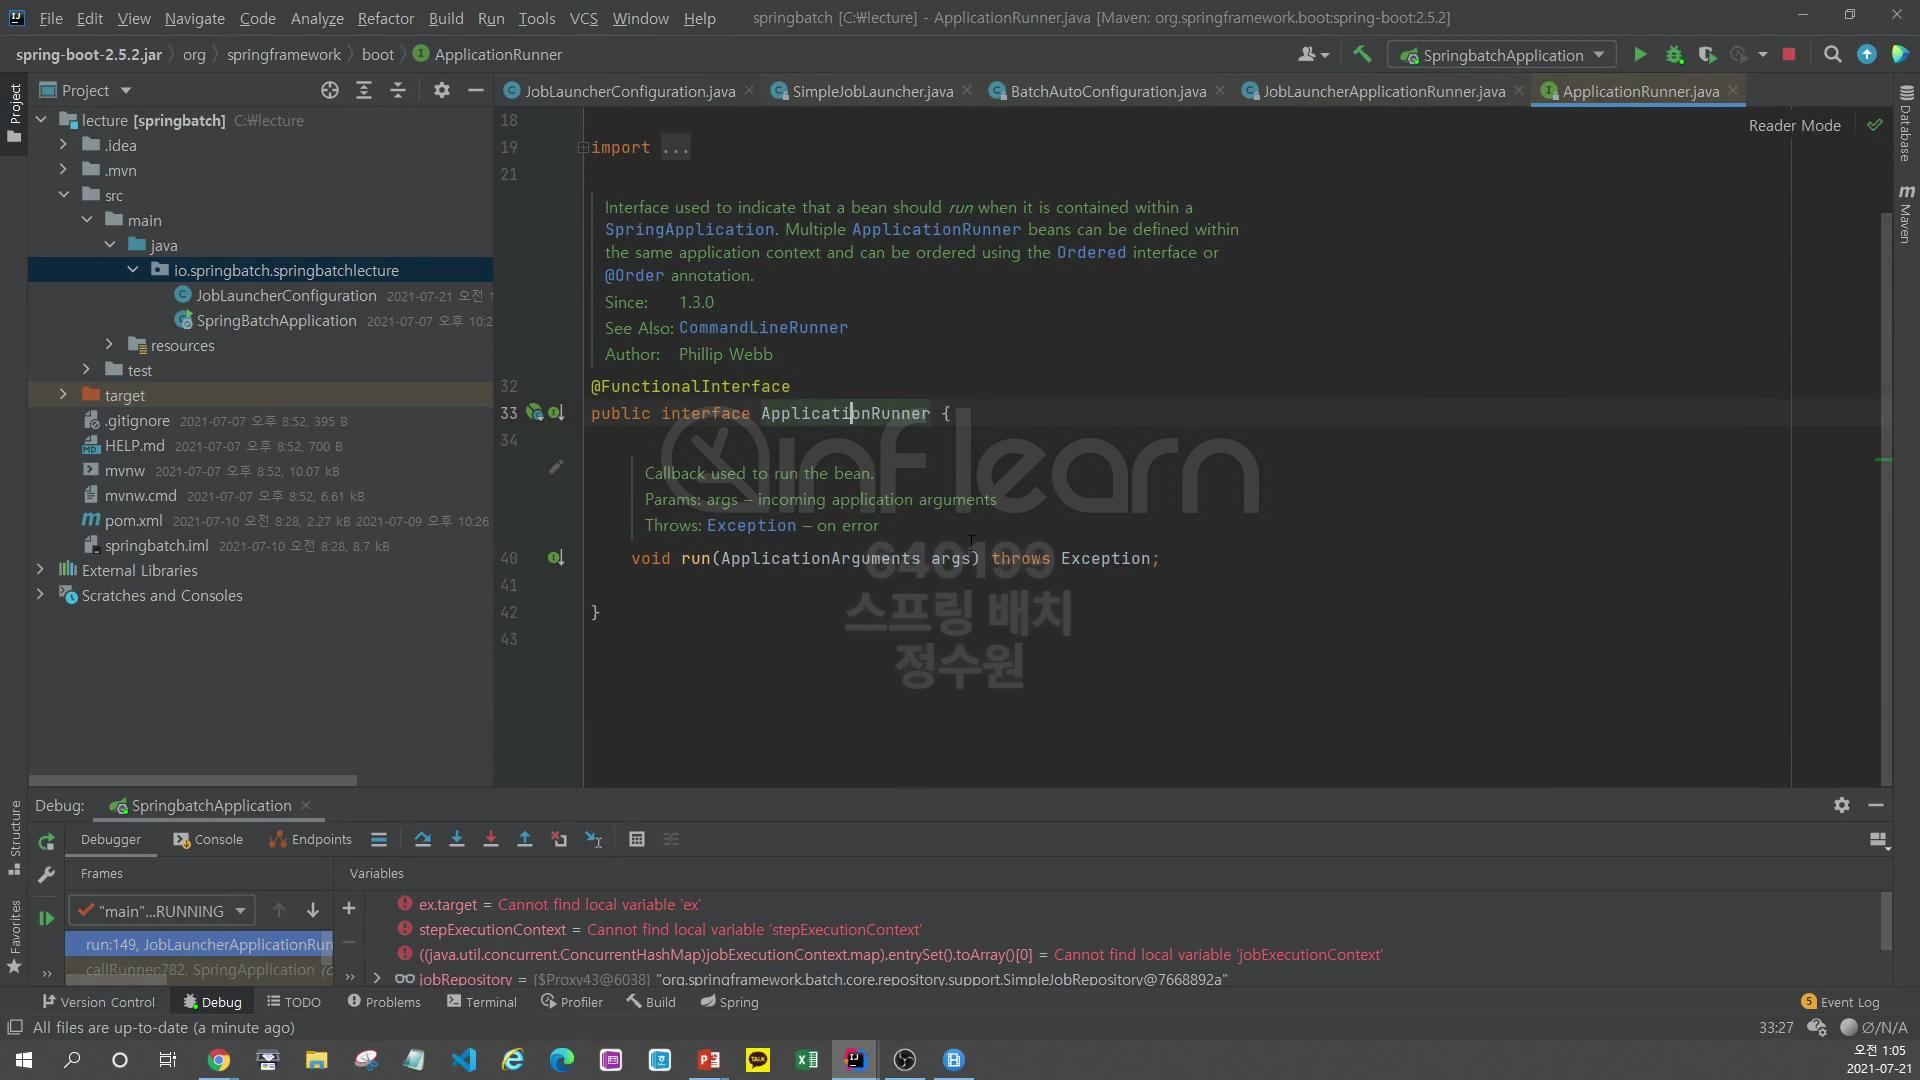 File Edit View Navigate Code Analyze Refactor Build Run Tools VCS Window Help springbatch [C:₩lecture] - ApplicationRunner.java [Maven: org.springframework.boot:spring-boot:2.5.2]
spring-boot-2.5.2.jar org springframework boot ApplicationRunner
SpringbatchApplication
Project
JobLauncherConfiguration.java SimpleJobLauncher.java BatchAutoConfiguration.java JobLauncherApplicationRunner.java ApplicationRunner.java
Project
Database
Maven
Structure
Favorites
lecture [springbatch] C:₩lecture
.idea
.mvn
src
main
java
io.springbatch.springbatchlecture
JobLauncherConfiguration 2021-07-21 오전 1
SpringBatchApplication 2021-07-07 오후 10:2
resources
test
target
.gitignore 2021-07-07 오후 8:52, 395 B
HELP.md 2021-07-07 오후 8:52, 700 B
mvnw 2021-07-07 오후 8:52, 10.07 kB
mvnw.cmd 2021-07-07 오후 8:52, 6.61 kB
pom.xml 2021-07-10 오전 8:28, 2.27 kB 2021-07-09 오후 10:26
springbatch.iml 2021-07-10 오전 8:28, 8.7 kB
External Libraries
Scratches and Consoles
Reader Mode
18
19 import ...
21
Interface used to indicate that a bean should run when it is contained within a
SpringApplication. Multiple ApplicationRunner beans can be defined within
the same application context and can be ordered using the Ordered interface or
@Order annotation.
Since: 1.3.0
See Also: CommandLineRunner
Author: Phillip Webb
32 @FunctionalInterface
33 public interface ApplicationRunner {
34
Callback used to run the bean.
Params: args – incoming application arguments
Throws: Exception – on error
40 void run(ApplicationArguments args) throws Exception;
41
42 }
43
inflearn
640199
스프링 배치
정수원
Debug: SpringbatchApplication
Debugger Console Endpoints
Frames Variables
"main"...RUNNING
run:149, JobLauncherApplicationRun
callRunner:782, SpringApplication (o
ex.target = Cannot find local variable 'ex'
stepExecutionContext = Cannot find local variable 'stepExecutionContext'
((java.util.concurrent.ConcurrentHashMap)jobExecutionContext.map).entrySet().toArray()[0] = Cannot find local variable 'jobExecutionContext'
jobRepository = {$Proxy43@6038} "org.springframework.batch.core.repository.support.SimpleJobRepository@7668892a"
Version Control Debug TODO Problems Terminal Profiler Build Spring 5 Event Log
All files are up-to-date (a minute ago) 33:27 Ø/N/A
TALK
오전 1:05
2021-07-21